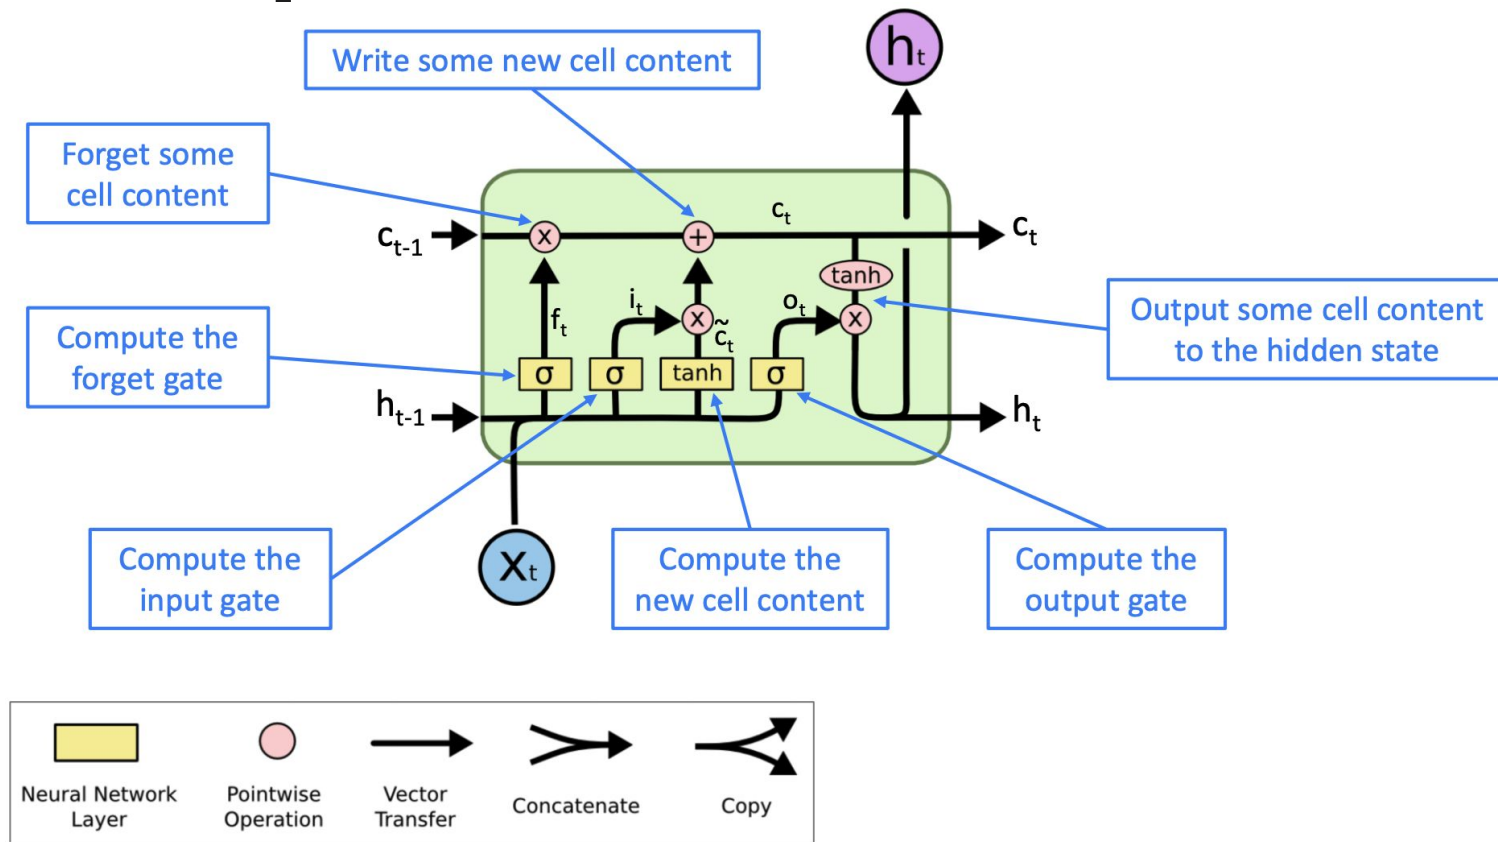 Write some new cell content
hₜ
Forget some
cell content
cₜ
cₜ₋₁
x
+
cₜ
tanh
Output some cell content
to the hidden state
iₜ
oₜ
fₜ
x
c̃ₜ
x
Compute the
forget gate
σ
σ
tanh
σ
hₜ₋₁
hₜ
Compute the
input gate
Xₜ
Compute the
new cell content
Compute the
output gate
Neural Network
Layer
Pointwise
Operation
Vector
Transfer
Concatenate
Copy